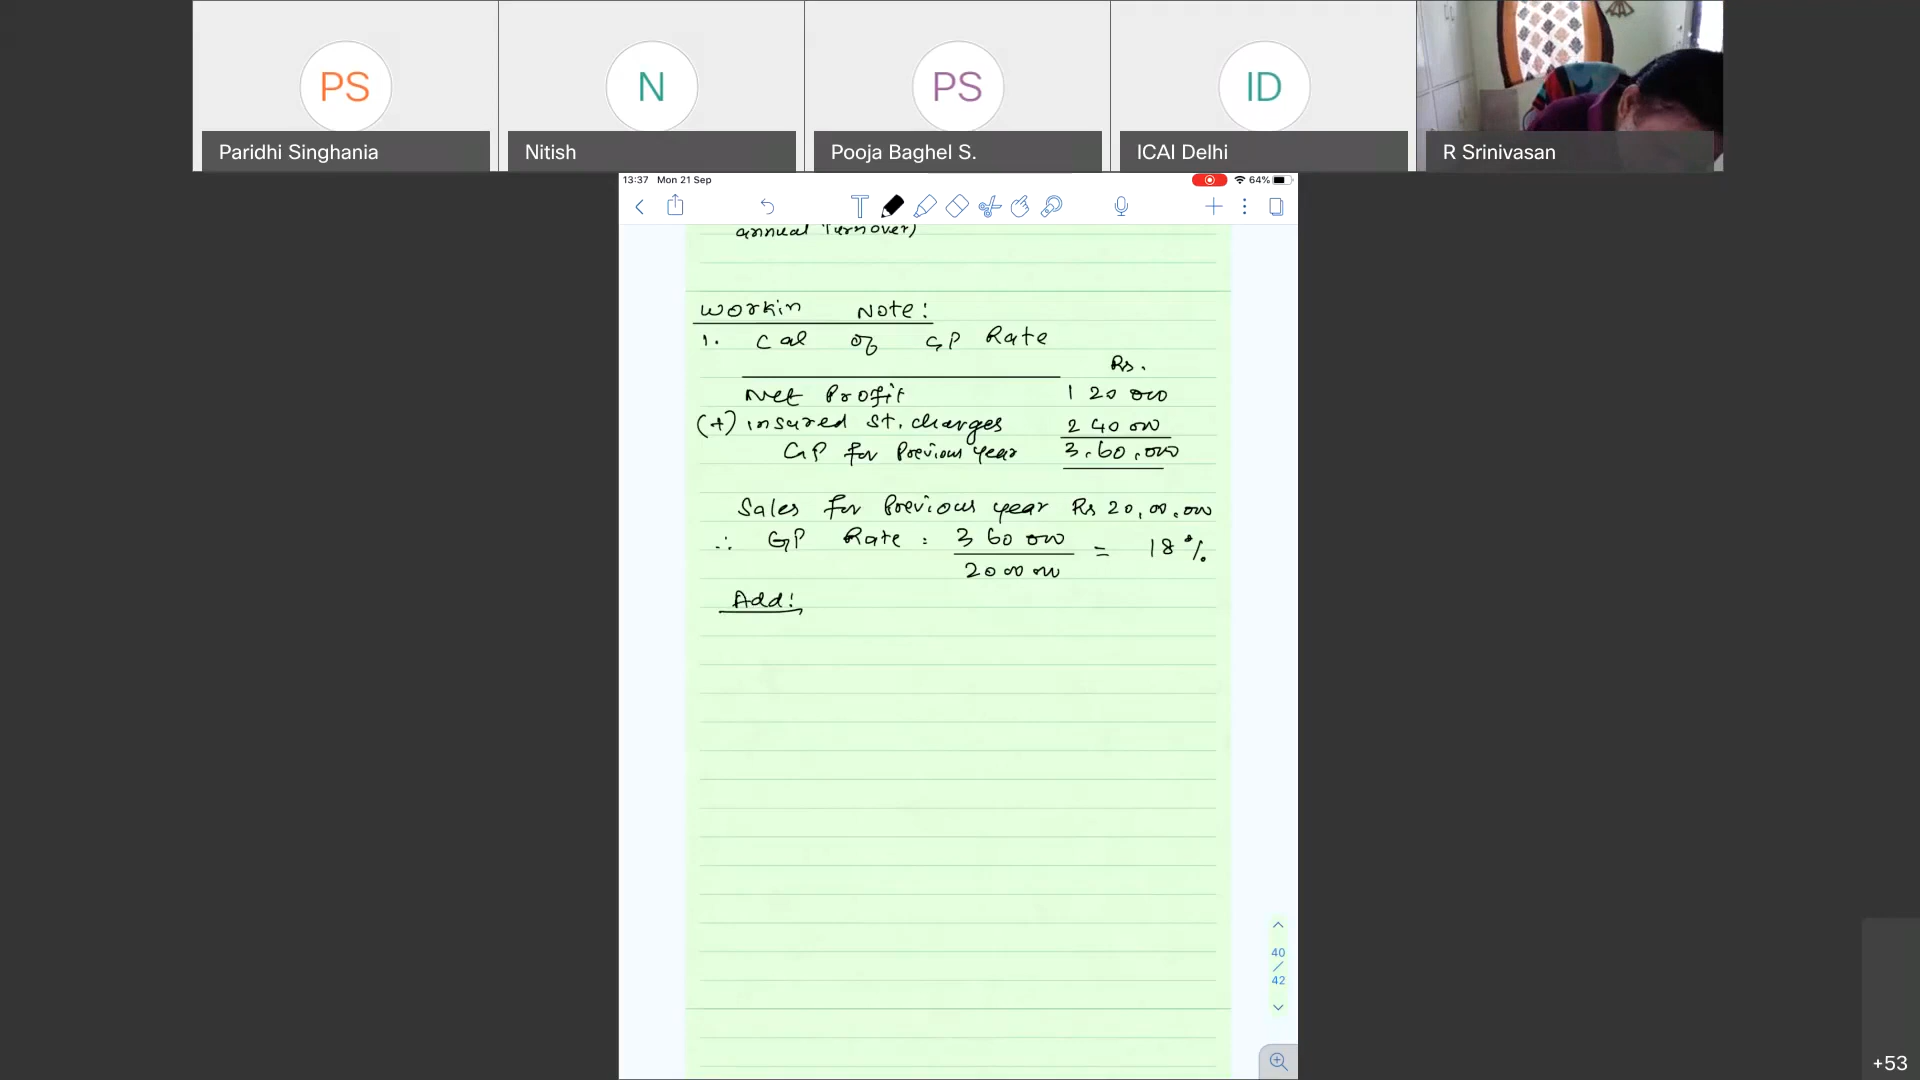 PS
N
PS
ID
Paridhi Singhania
Nitish
Pooja Baghel S.
ICAI Delhi
R Srinivasan
13:37 Mon 21 Sep
64%
annual Turnover)
Workin Note:
1. Cal of GP Rate
Rs.
Net Profit 1 20 000
(+) insured St. charges 2 40 000
GP for Previous year 3,60,000
Sales for Previous year Rs 20,00,000
∴ GP Rate : 3 60 000 / 20 00 000 = 18%
Add:
40
/
42
+53